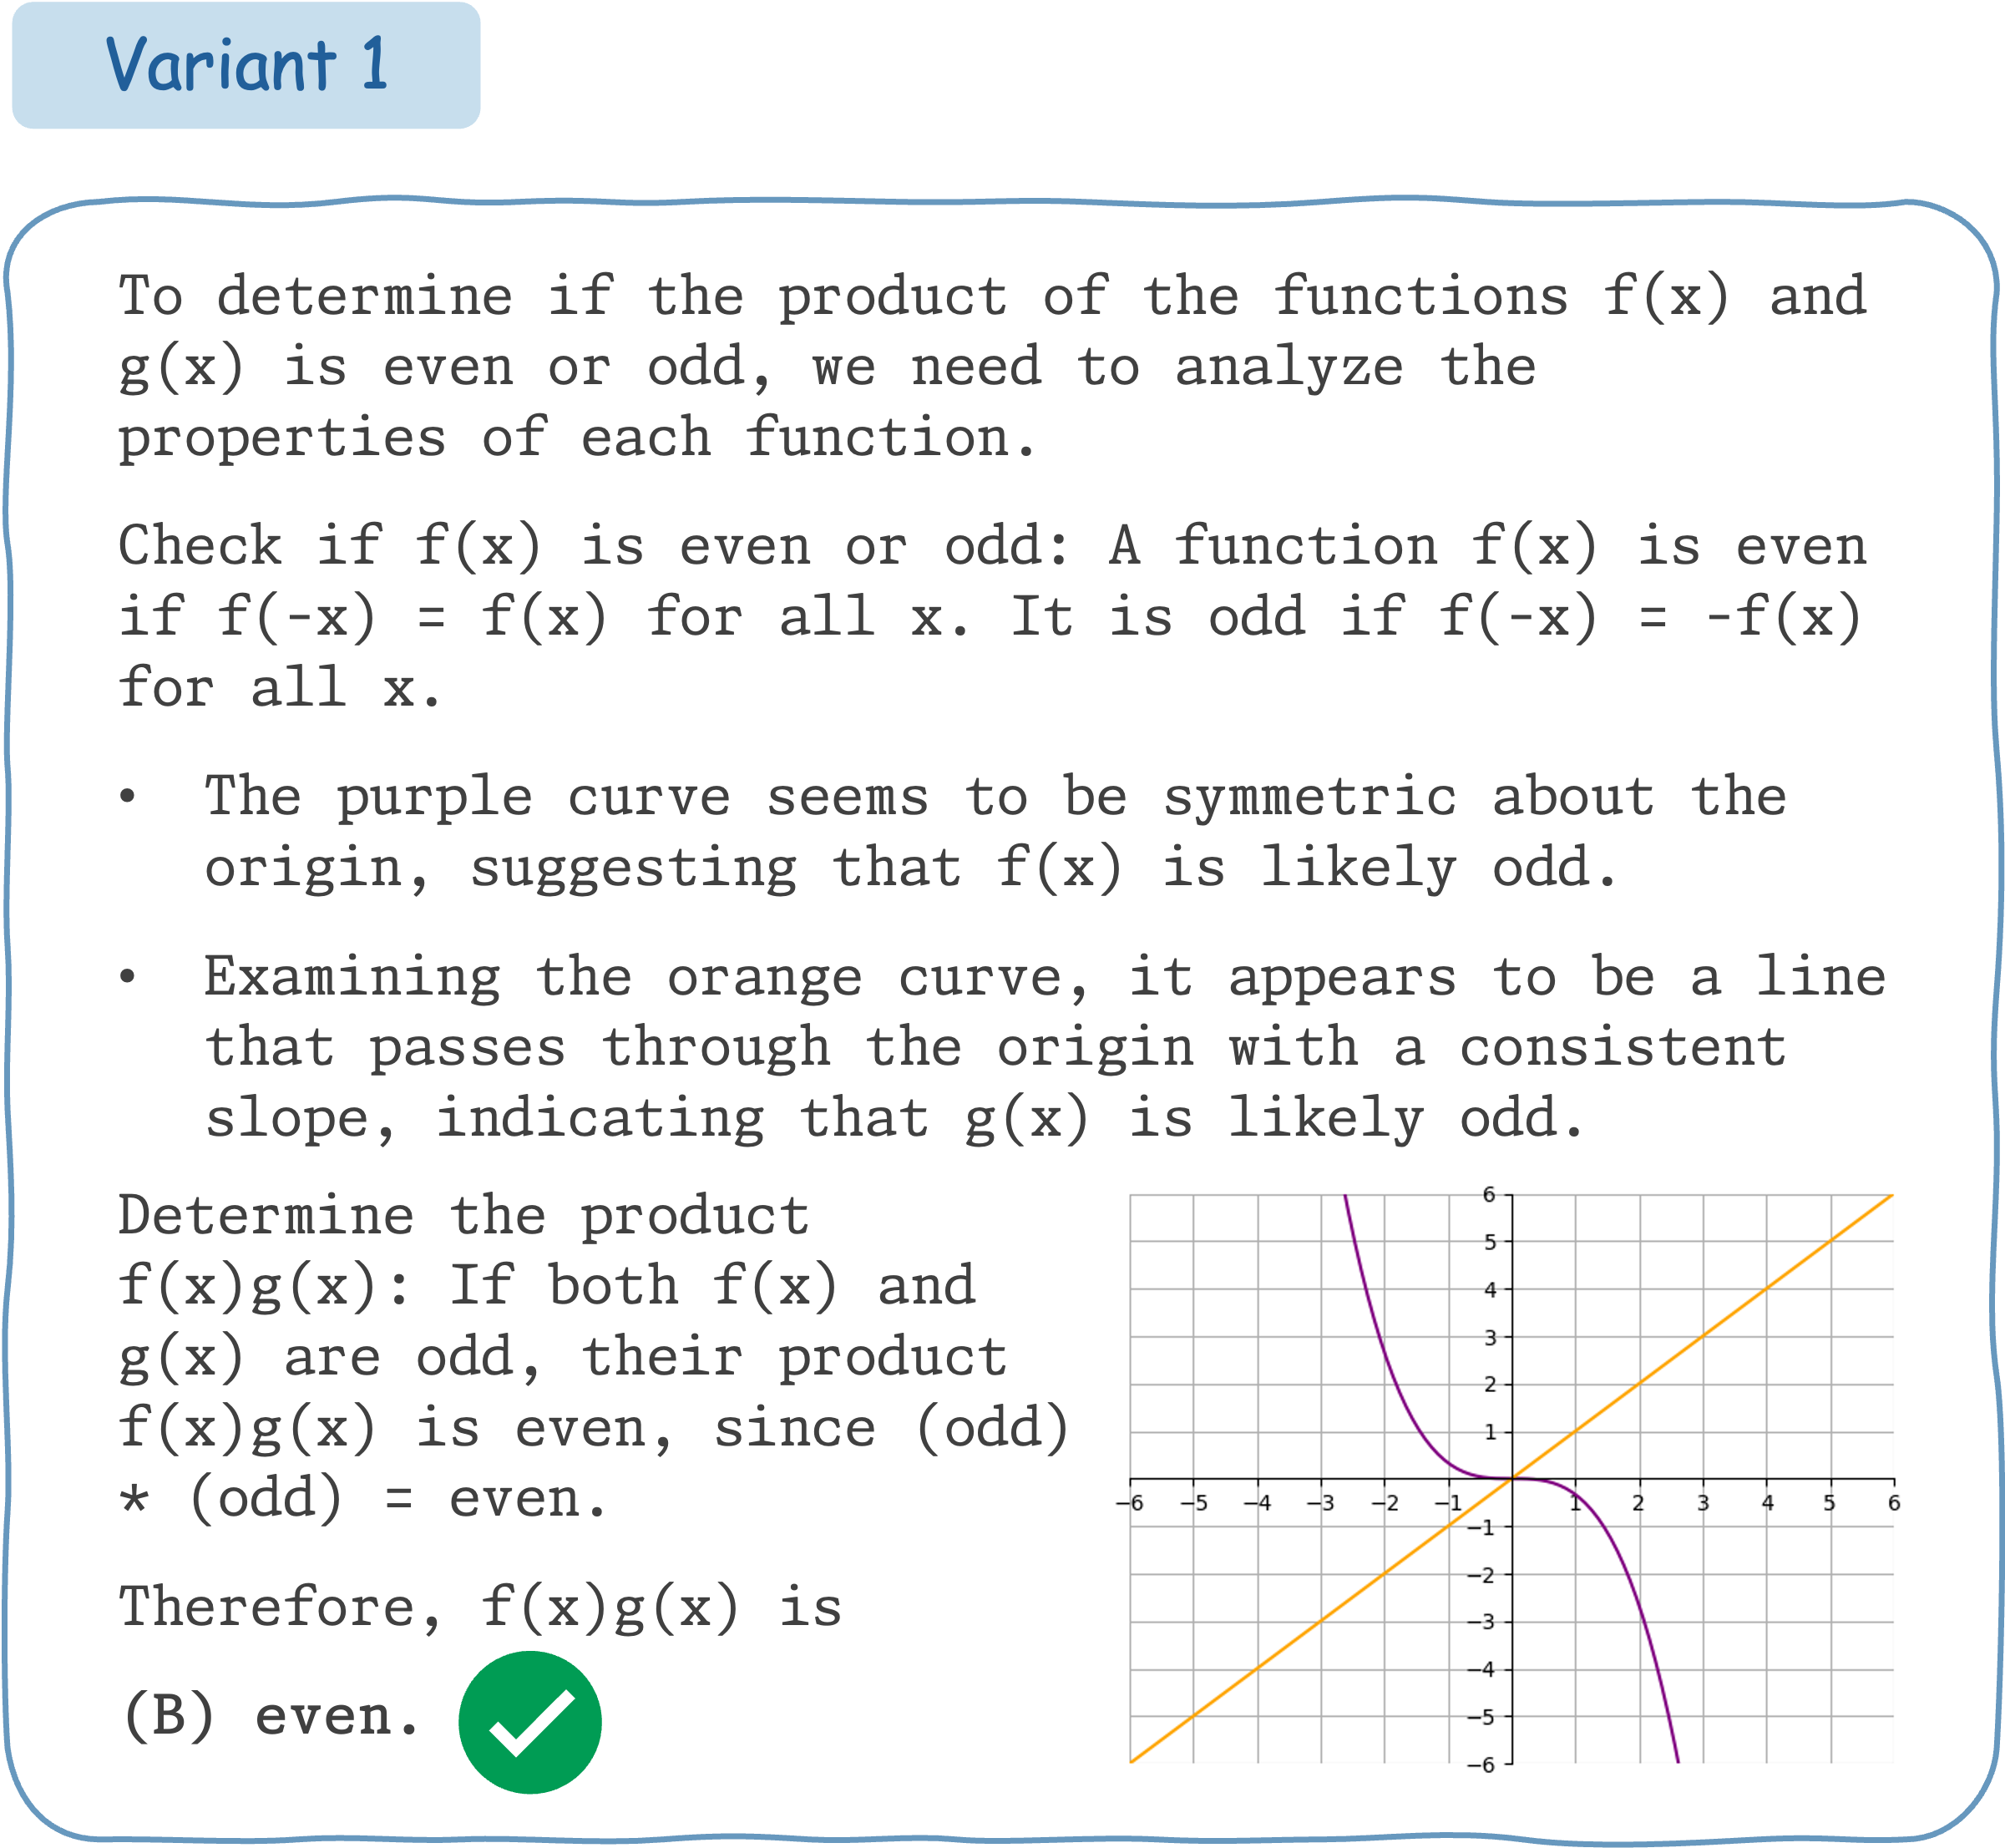 Variant 1
To determine if the product of the functions f(x) and
g(x) is even or odd, we need to analyze the
properties of each function.
Check if f(x) is even or odd: A function f(x) is even
if f(-x) = f(x) for all x. It is odd if f(-x) = -f(x)
for all x.
• The purple curve seems to be symmetric about the
origin, suggesting that f(x) is likely odd.
• Examining the orange curve, it appears to be a line
that passes through the origin with a consistent
slope, indicating that g(x) is likely odd.
Determine the product
f(x)g(x): If both f(x) and
g(x) are odd, their product
f(x)g(x) is even, since (odd)
* (odd) = even.
Therefore, f(x)g(x) is
(B) even.
6
5
4
3
2
1
−6 −5 −4 −3 −2 −1 1 2 3 4 5 6
−1
−2
−3
−4
−5
−6